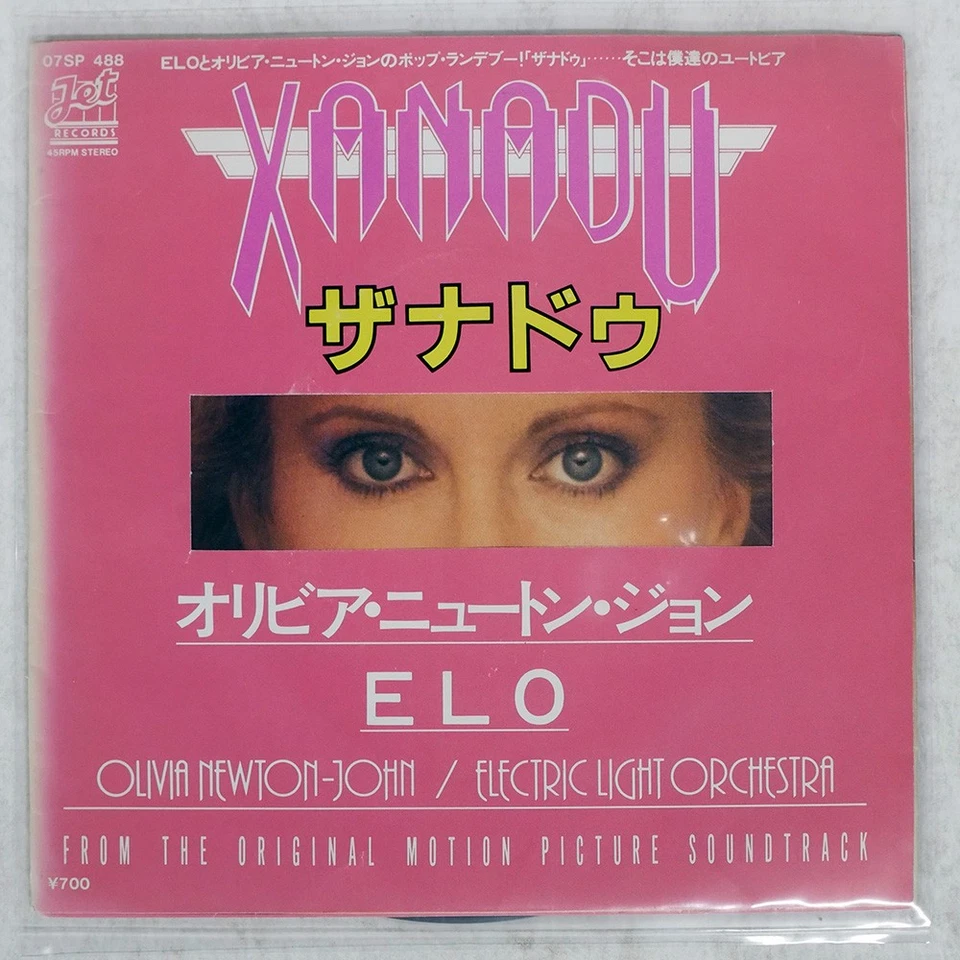 07SP 488
Jet
RECORDS
45RPM STEREO
ELOとオリビア・ニュートン・ジョンのポップ・ランデブー!「ザナドゥ」……そこは僕達のユートピア
XANADU
ザナドゥ
オリビア・ニュートン・ジョン
ELO
OLIVIA NEWTON-JOHN / ELECTRIC LIGHT ORCHESTRA
FROM THE ORIGINAL MOTION PICTURE SOUNDTRACK
¥700